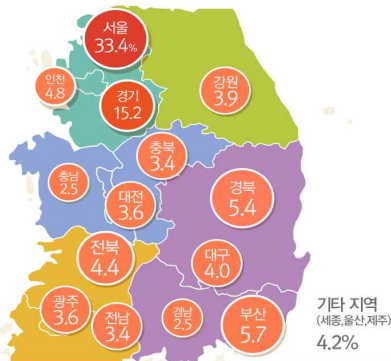 서울
33.4%
인천
4.8
경기
15.2
강원
3.9
충북
3.4
충남
2.5
대전
3.6
경북
5.4
전북
4.4
대구
4.0
광주
3.6
전남
3.4
경남
2.5
부산
5.7
기타 지역
(세종,울산,제주)
4.2%